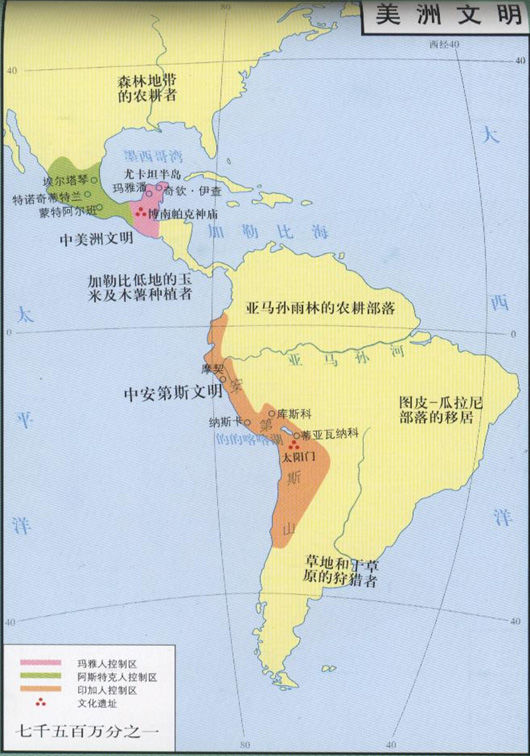 美洲文明
80
西经40
40
40
森林地带
的农耕者
大
墨西哥湾
尤卡坦半岛
埃尔塔琴
玛雅潘
奇钦·伊查
特诺奇蒂特兰
蒙特阿尔班
博南帕克神庙
加勒比海
中美洲文明
加勒比低地的玉
米及木薯种植者
西
亚马孙雨林的农耕部落
太
0
0
亚马孙河
摩契
安
中安第斯文明
图皮-瓜拉尼
部落的移居
平
库斯科
纳斯卡
第
蒂亚瓦纳科
的的喀喀湖
太阳门
斯
洋
洋
山
草地和干草
原的狩猎者
40
40
玛雅人控制区
阿斯特克人控制区
印加人控制区
文化遗址
七千五百万分之一
80
40